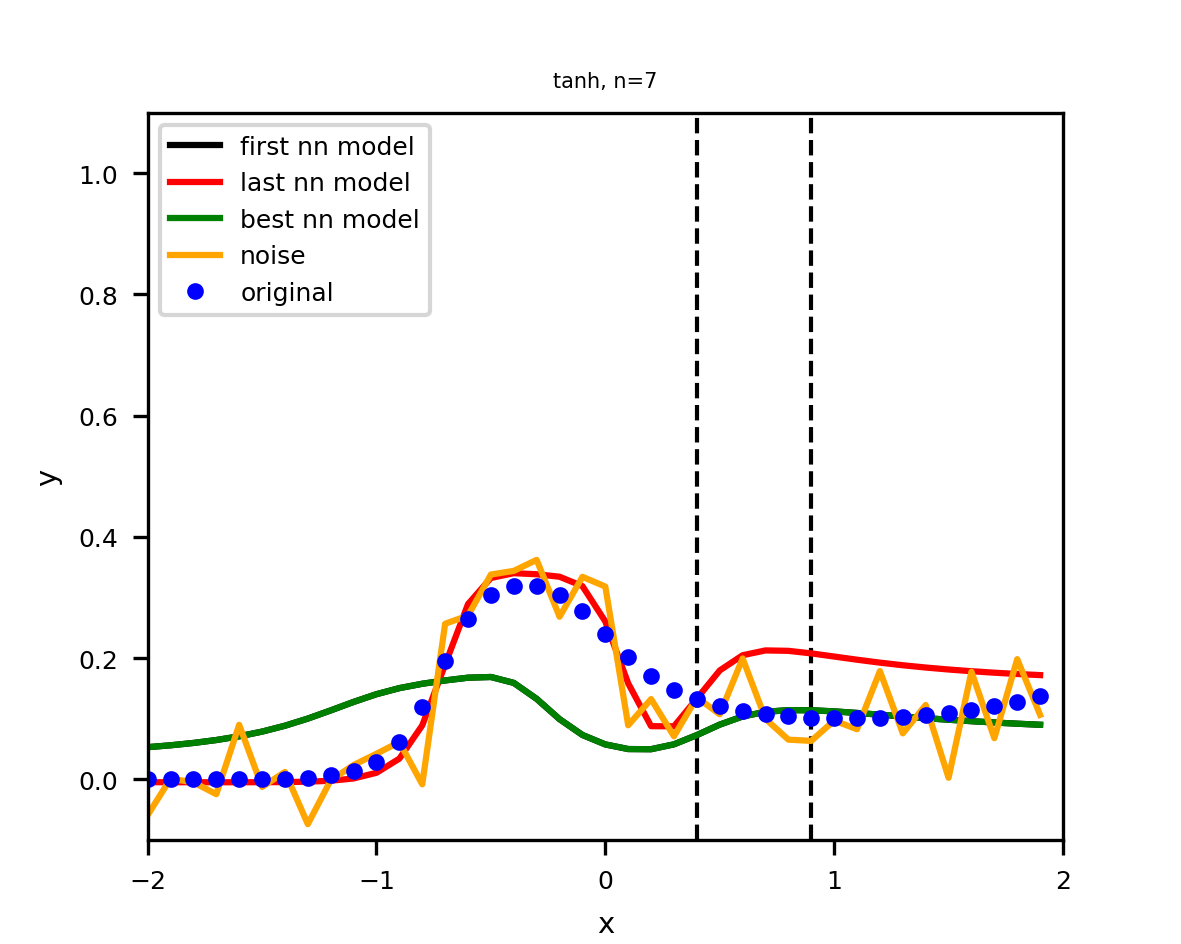 tanh, n=7
first nn model
last nn model
best nn model
noise
original
1.0
0.8
0.6
0.4
0.2
0.0
y
−2
−1
0
1
2
x